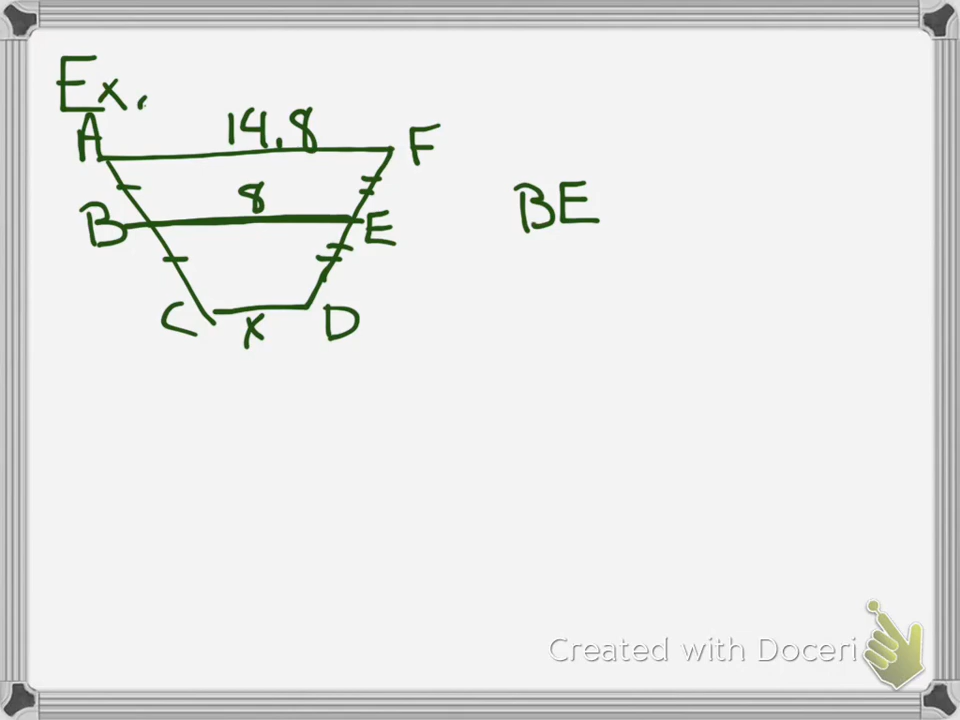 Ex.
A 14.8 F
B 8 E BE
C x D
Created with Doceri